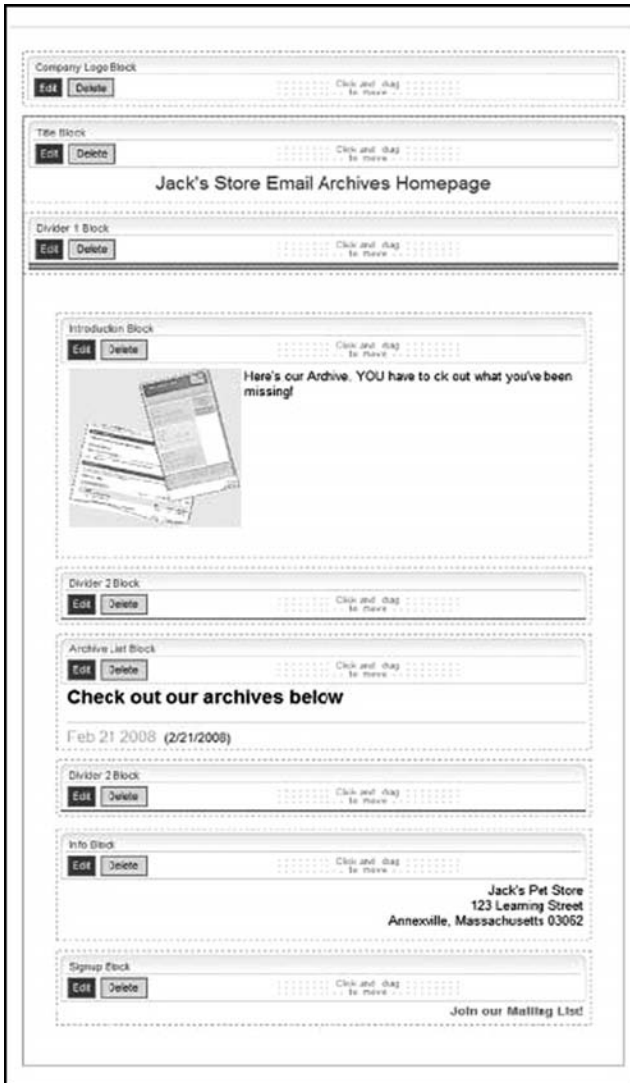 Company Logo Block
Edit Delete Click and drag
to move
Title Block
Edit Delete Click and drag
to move
Jack's Store Email Archives Homepage
Divider 1 Block
Edit Delete Click and drag
to move
Introduction Block
Edit Delete Click and drag
to move
Here's our Archive. YOU have to ck out what you've been
missing!
Divider 2 Block
Edit Delete Click and drag
to move
Archive List Block
Edit Delete Click and drag
to move
Check out our archives below
Feb 21 2008 (2/21/2008)
Divider 2 Block
Edit Delete Click and drag
to move
Info Block
Edit Delete Click and drag
to move
Jack's Pet Store
123 Learning Street
Annexville, Massachusetts 03062
Signup Block
Edit Delete Click and drag
to move
Join our Mailing List!